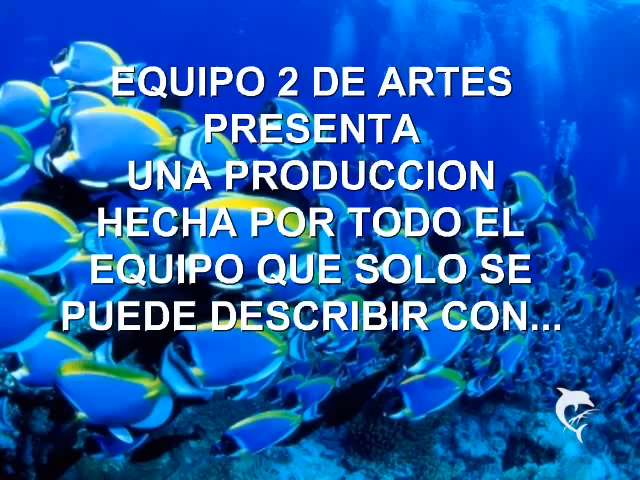 EQUIPO 2 DE ARTES
PRESENTA
UNA PRODUCCION
HECHA POR TODO EL
EQUIPO QUE SOLO SE
PUEDE DESCRIBIR CON...